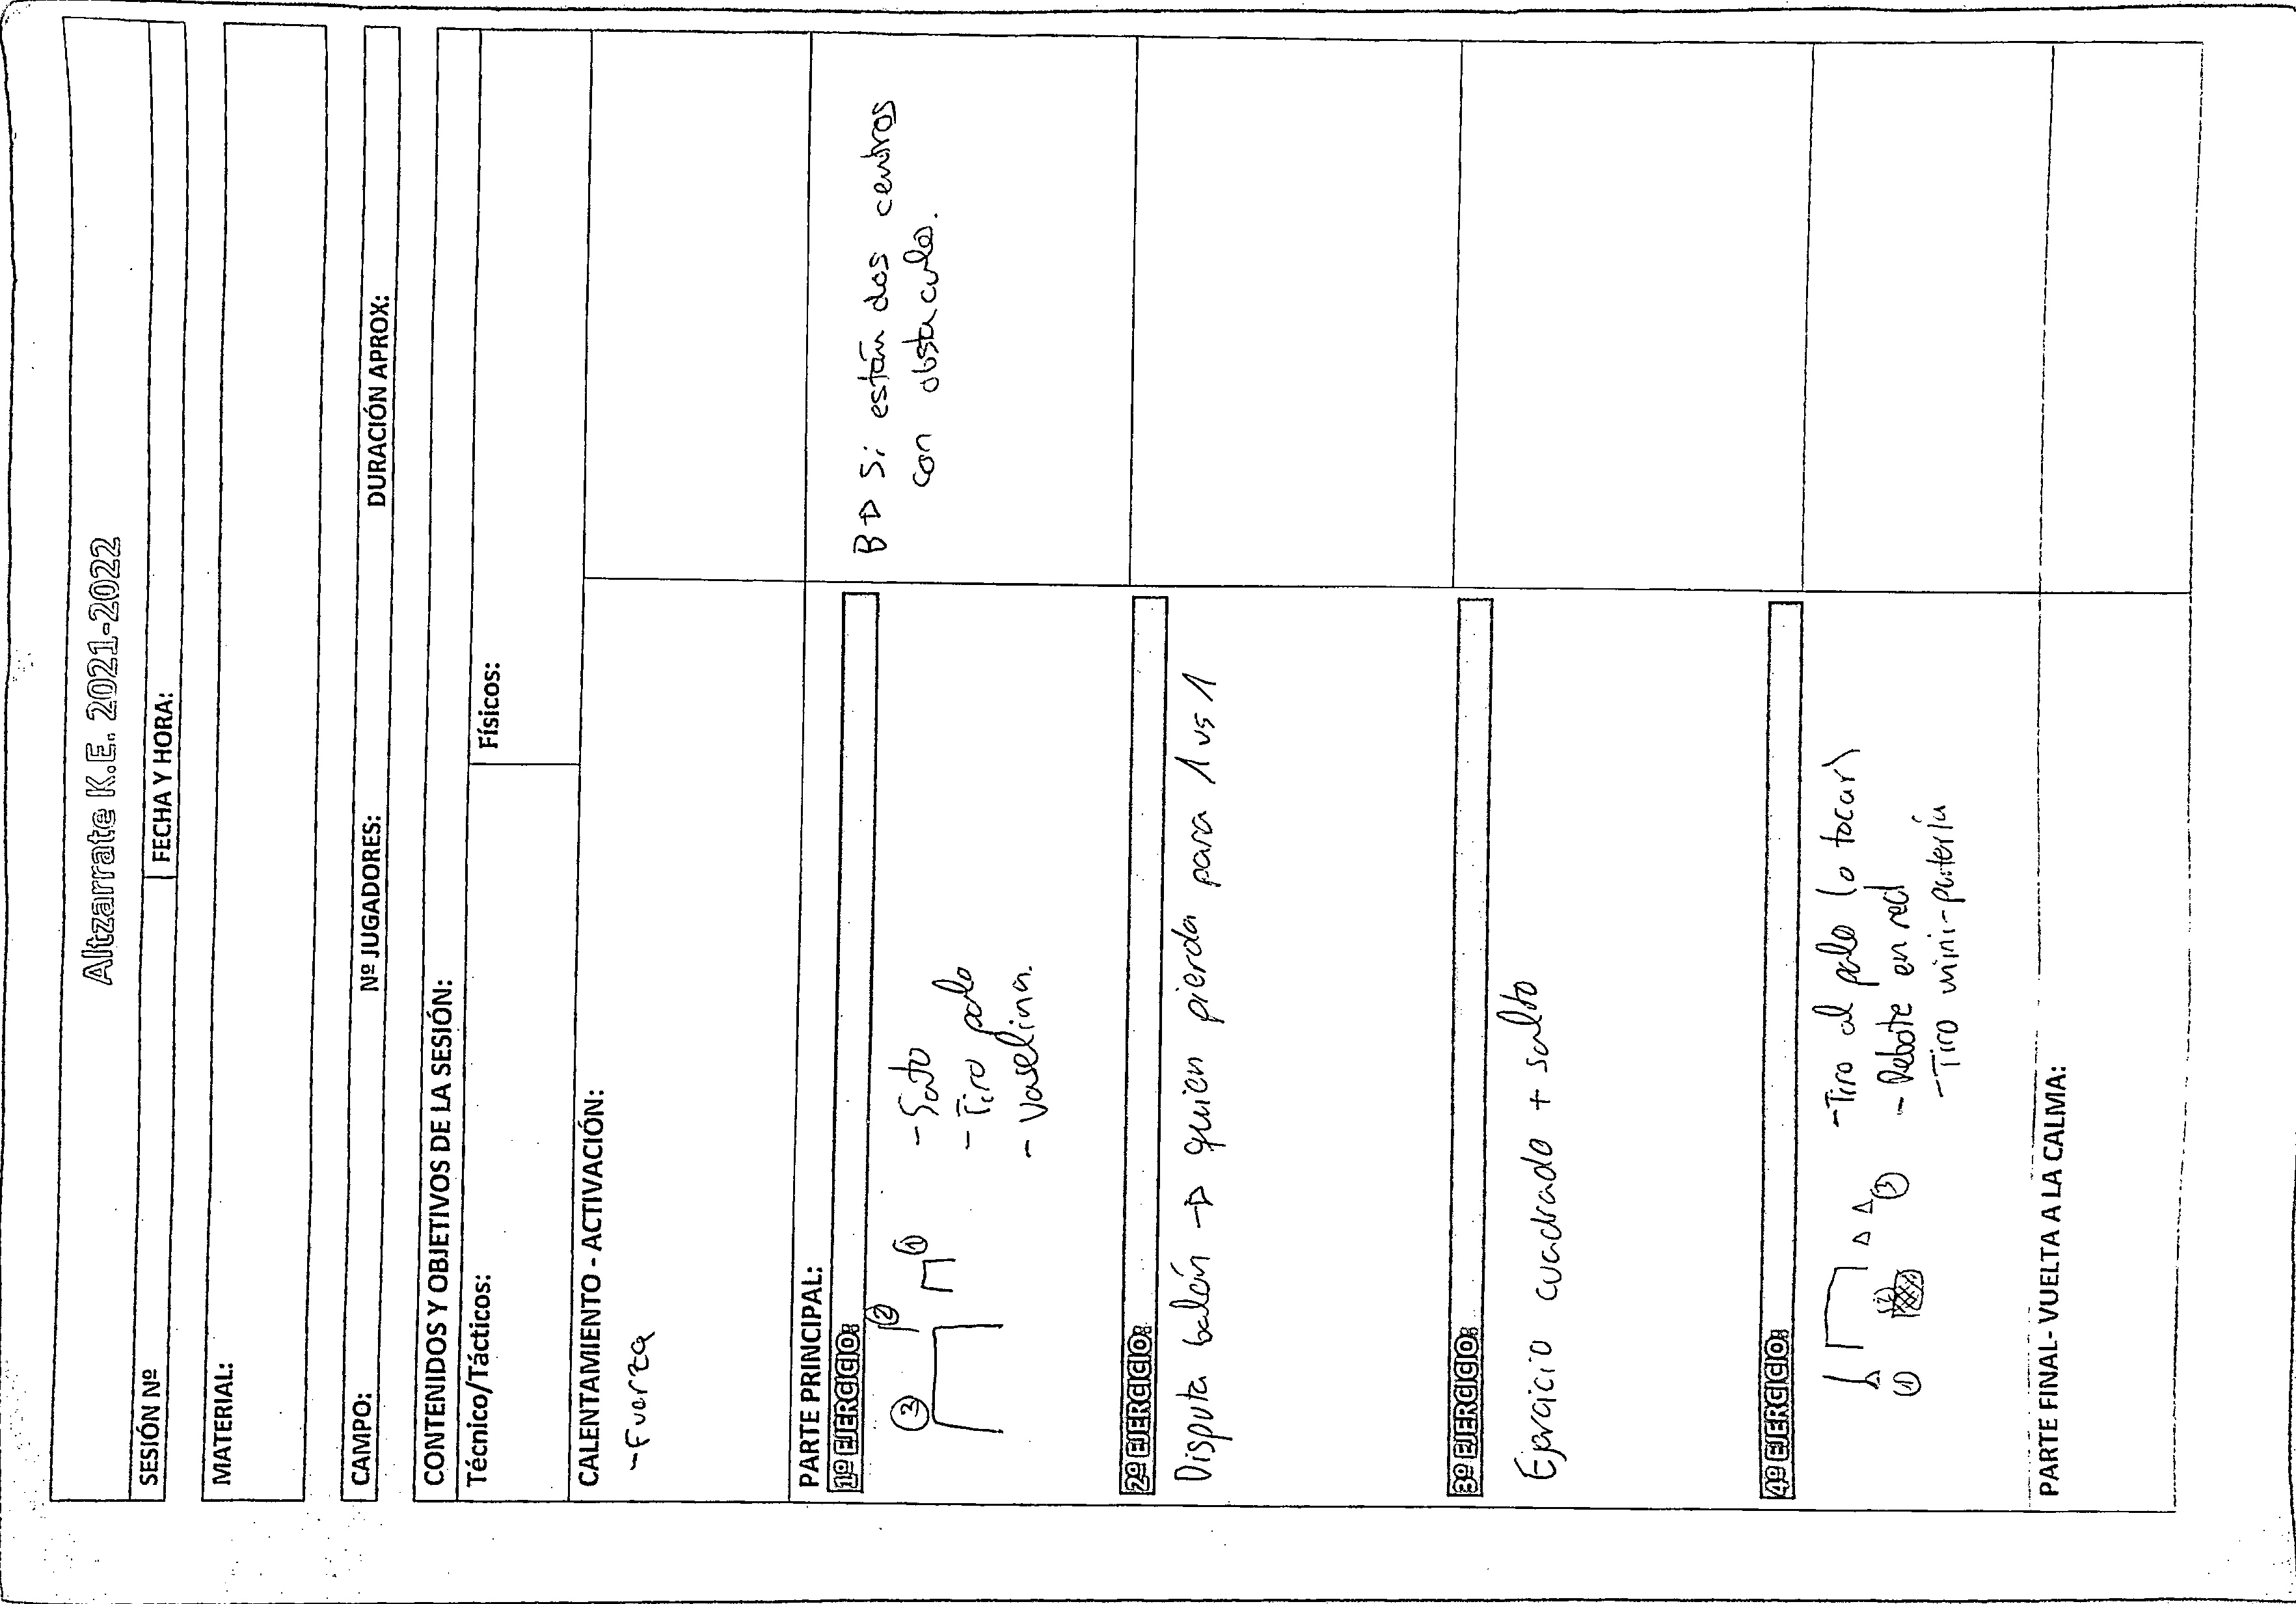 Altzarrate K.E. 2021-2022
SESIÓN Nº FECHA Y HORA:
MATERIAL:
CAMPO: Nº JUGADORES: DURACIÓN APROX:
CONTENIDOS Y OBJETIVOS DE LA SESIÓN:
Técnico/Tácticos: Físicos:
CALENTAMIENTO - ACTIVACIÓN:
-Fuerza
PARTE PRINCIPAL:
1º EJERCICIO:
3 2 1
- Salto
- Tiro palo
- Vaselina.
B → Si están dos centros
con obstaculo.
2º EJERCICIO:
Disputa balón → quien pierda para 1 vs 1
3º EJERCICIO:
Ejercicio cuadrado + salto
4º EJERCICIO:
1 2 3
-Tiro al palo (o tocar)
- Rebote en red
-Tiro mini-portería
PARTE FINAL- VUELTA A LA CALMA: